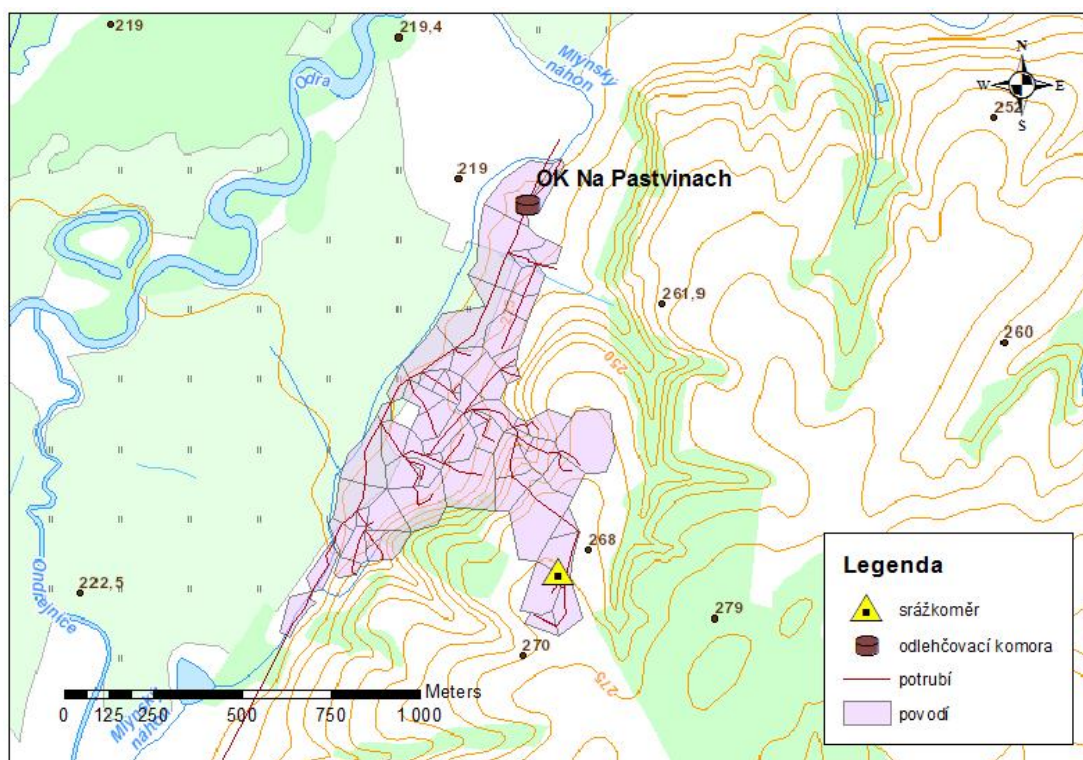 219
219,4
Mlýnský
náhon
Odra
N
W
E
S
252
219
OK Na Pastvinach
261,9
260
250
268
222,5
Ondřejnice
279
270
275
Mlýnský
náhon
Meters
0 125 250 500 750 1 000
Legenda
srážkoměr
odlehčovací komora
potrubí
povodí